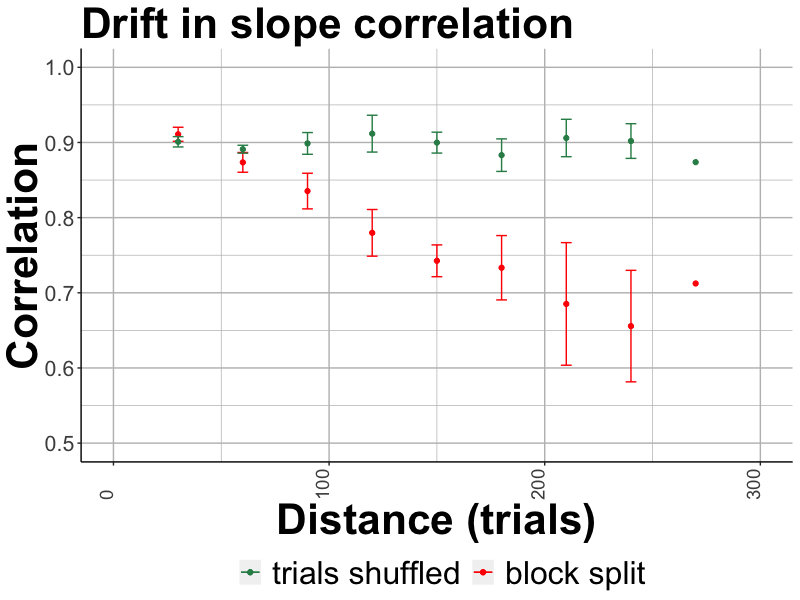 Drift in slope correlation
Correlation
1.0
0.9
0.8
0.7
0.6
0.5
0
100
200
300
Distance (trials)
trials shuffled
block split